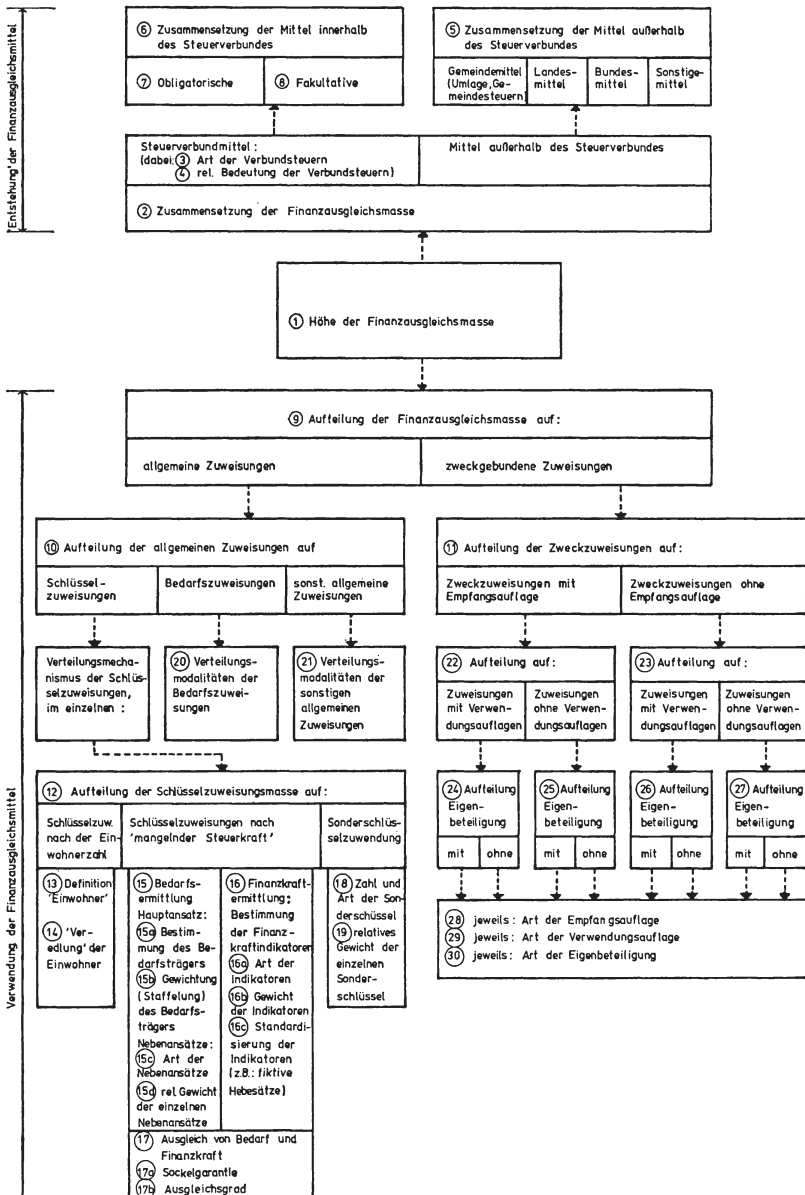 Entstehung der Finanzausgleichsmittel
⑥ Zusammensetzung der Mittel innerhalb
des Steuerverbundes
⑦ Obligatorische
⑧ Fakultative
⑤ Zusammensetzung der Mittel außerhalb
des Steuerverbundes
Gemeindemittel
(Umlage,Ge-
meindesteuern)
Landes-
mittel
Bundes-
mittel
Sonstige-
mittel
Steuerverbundmittel:
(dabei: ③ Art der Verbundsteuern
④ rel. Bedeutung der Verbundsteuern)
Mittel außerhalb des Steuerverbundes
② Zusammensetzung der Finanzausgleichsmasse
① Höhe der Finanzausgleichsmasse
Verwendung der Finanzausgleichsmittel
⑨ Aufteilung der Finanzausgleichsmasse auf:
allgemeine Zuweisungen
zweckgebundene Zuweisungen
⑩ Aufteilung der allgemeinen Zuweisungen auf
Schlüssel-
zuweisungen
Bedarfszuweisungen
sonst. allgemeine
Zuweisungen
⑪ Aufteilung der Zweckzuweisungen auf:
Zweckzuweisungen mit
Empfangsauflage
Zweckzuweisungen ohne
Empfangsauflage
Verteilungsmecha-
nismus der Schlüs-
selzuweisungen,
im einzelnen:
⑳ Verteilungs-
modalitäten der
Bedarfszuwei-
sungen
㉑ Verteilungs-
modalitäten der
sonstigen
allgemeinen
Zuweisungen
㉒ Aufteilung auf:
Zuweisungen
mit Verwen-
dungsauflagen
Zuweisungen
ohne Verwen-
dungsauflagen
㉓ Aufteilung auf:
Zuweisungen
mit Verwen-
dungsauflagen
Zuweisungen
ohne Verwen-
dungsauflagen
⑫ Aufteilung der Schlüsselzuweisungsmasse auf:
Schlüsselzuw.
nach der Ein-
wohnerzahl
Schlüsselzuweisungen nach
'mangelnder Steuerkraft'
Sonderschlüs-
selzuwendung
⑬ Definition
'Einwohner'
⑭ 'Ver-
edlung' der
Einwohner
⑮ Bedarfs-
ermittlung
Hauptansatz:
15a Bestim-
mung des Be-
darfsträgers
15b Gewichtung
(Staffelung)
des Bedarfs-
trägers
Nebenansätze:
15c Art der
Nebenansätze
15d rel. Gewicht
der einzelnen
Nebenansätze
⑯ Finanzkraft-
ermittlung:
Bestimmung
der Finanz-
kraftindikatoren
16a Art der
Indikatoren
16b Gewicht
der Indikatoren
16c Standardi-
sierung der
Indikatoren
(z.B.: fiktive
Hebesätze)
⑱ Zahl und
Art der Son-
derschüssel
⑲ relatives
Gewicht der
einzelnen
Sonder-
schlüssel
⑰ Ausgleich von Bedarf und
Finanzkraft
17a Sockelgarantie
17b Ausgleichsgrad
㉔ Aufteilung
Eigen-
beteiligung
mit
ohne
㉕ Aufteilung
Eigen-
beteiligung
mit
ohne
㉖ Aufteilung
Eigen-
beteiligung
mit
ohne
㉗ Aufteilung
Eigen-
beteiligung
mit
ohne
㉘ jeweils: Art der Empfangsauflage
㉙ jeweils: Art der Verwendungsauflage
㉚ jeweils: Art der Eigenbeteiligung